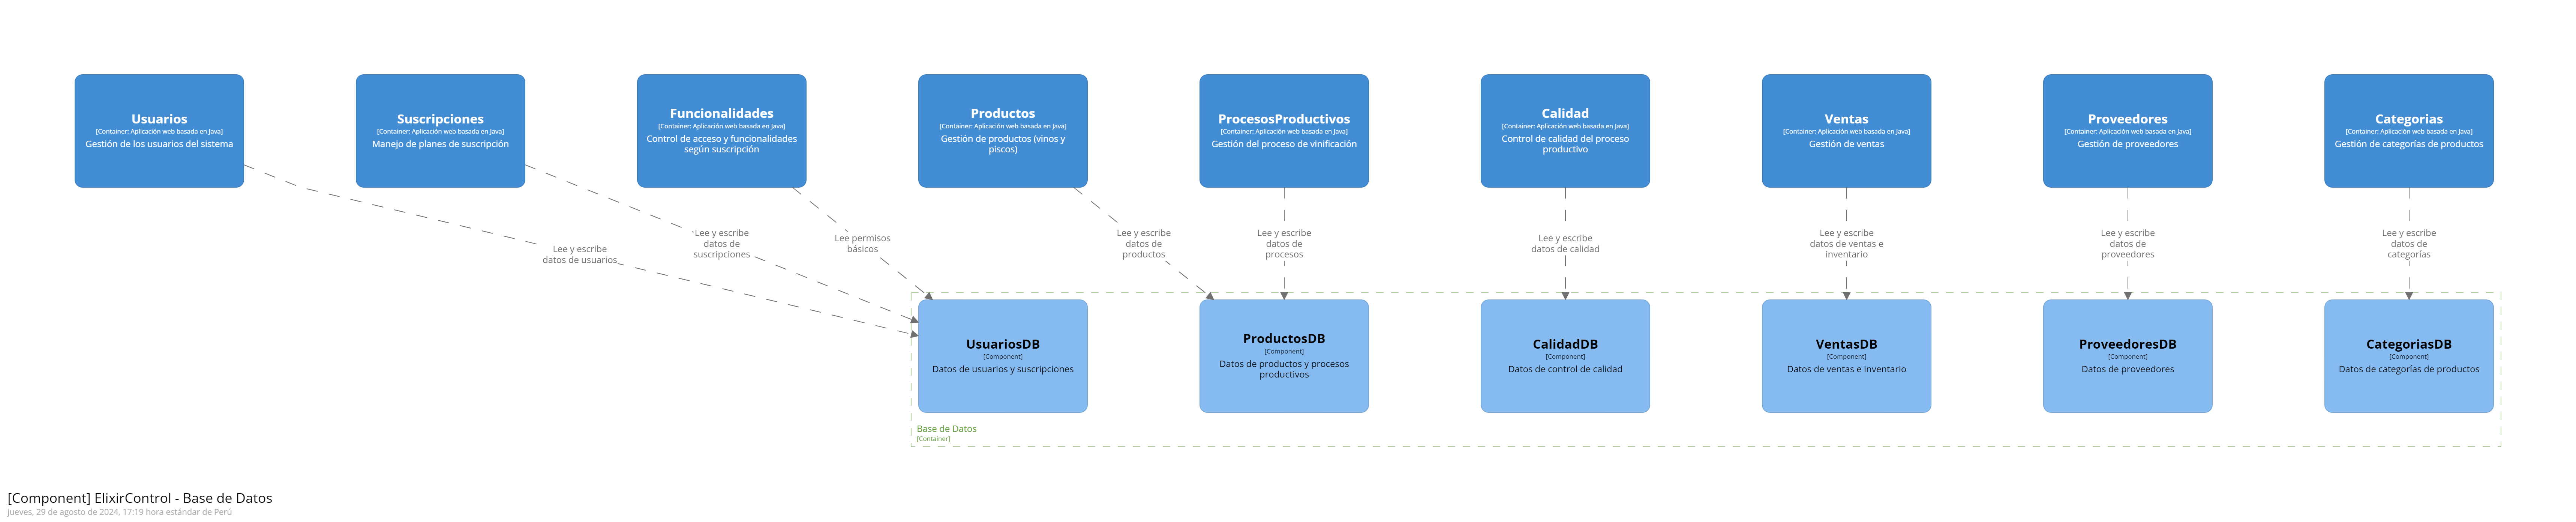 Usuarios
[Container: Aplicación web basada en Java]
Gestión de los usuarios del sistema
Suscripciones
[Container: Aplicación web basada en Java]
Manejo de planes de suscripción
Funcionalidades
[Container: Aplicación web basada en Java]
Control de acceso y funcionalidades
según suscripción
Productos
[Container: Aplicación web basada en Java]
Gestión de productos (vinos y
piscos)
ProcesosProductivos
[Container: Aplicación web basada en Java]
Gestión del proceso de vinificación
Calidad
[Container: Aplicación web basada en Java]
Control de calidad del proceso
productivo
Ventas
[Container: Aplicación web basada en Java]
Gestión de ventas
Proveedores
[Container: Aplicación web basada en Java]
Gestión de proveedores
Categorias
[Container: Aplicación web basada en Java]
Gestión de categorías de productos
Lee y escribe
datos de usuarios
Lee y escribe
datos de
suscripciones
Lee permisos
básicos
Lee y escribe
datos de
productos
Lee y escribe
datos de
procesos
Lee y escribe
datos de calidad
Lee y escribe
datos de ventas e
inventario
Lee y escribe
datos de
proveedores
Lee y escribe
datos de
categorías
UsuariosDB
[Component]
Datos de usuarios y suscripciones
ProductosDB
[Component]
Datos de productos y procesos
productivos
CalidadDB
[Component]
Datos de control de calidad
VentasDB
[Component]
Datos de ventas e inventario
ProveedoresDB
[Component]
Datos de proveedores
CategoriasDB
[Component]
Datos de categorías de productos
Base de Datos
[Container]
[Component] ElixirControl - Base de Datos
jueves, 29 de agosto de 2024, 17:19 hora estándar de Perú